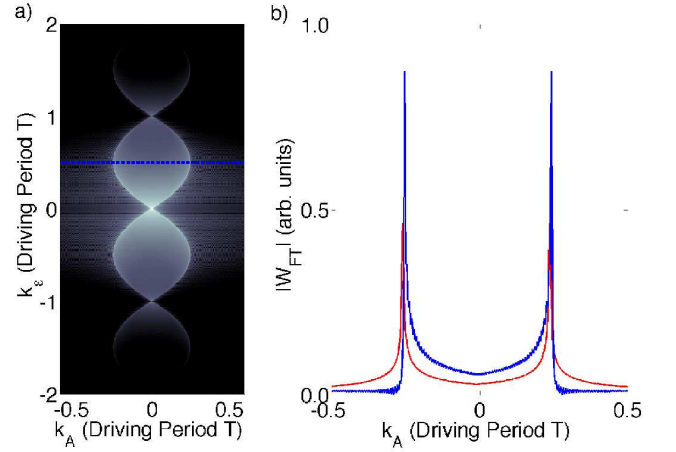 a)
2
1
0
-1
-2
kε (Driving Period T)
-0.5
0
0.5
kA (Driving Period T)
b)
1.0
0.5
0.0
|WFT| (arb. units)
-0.5
0
0.5
kA (Driving Period T)